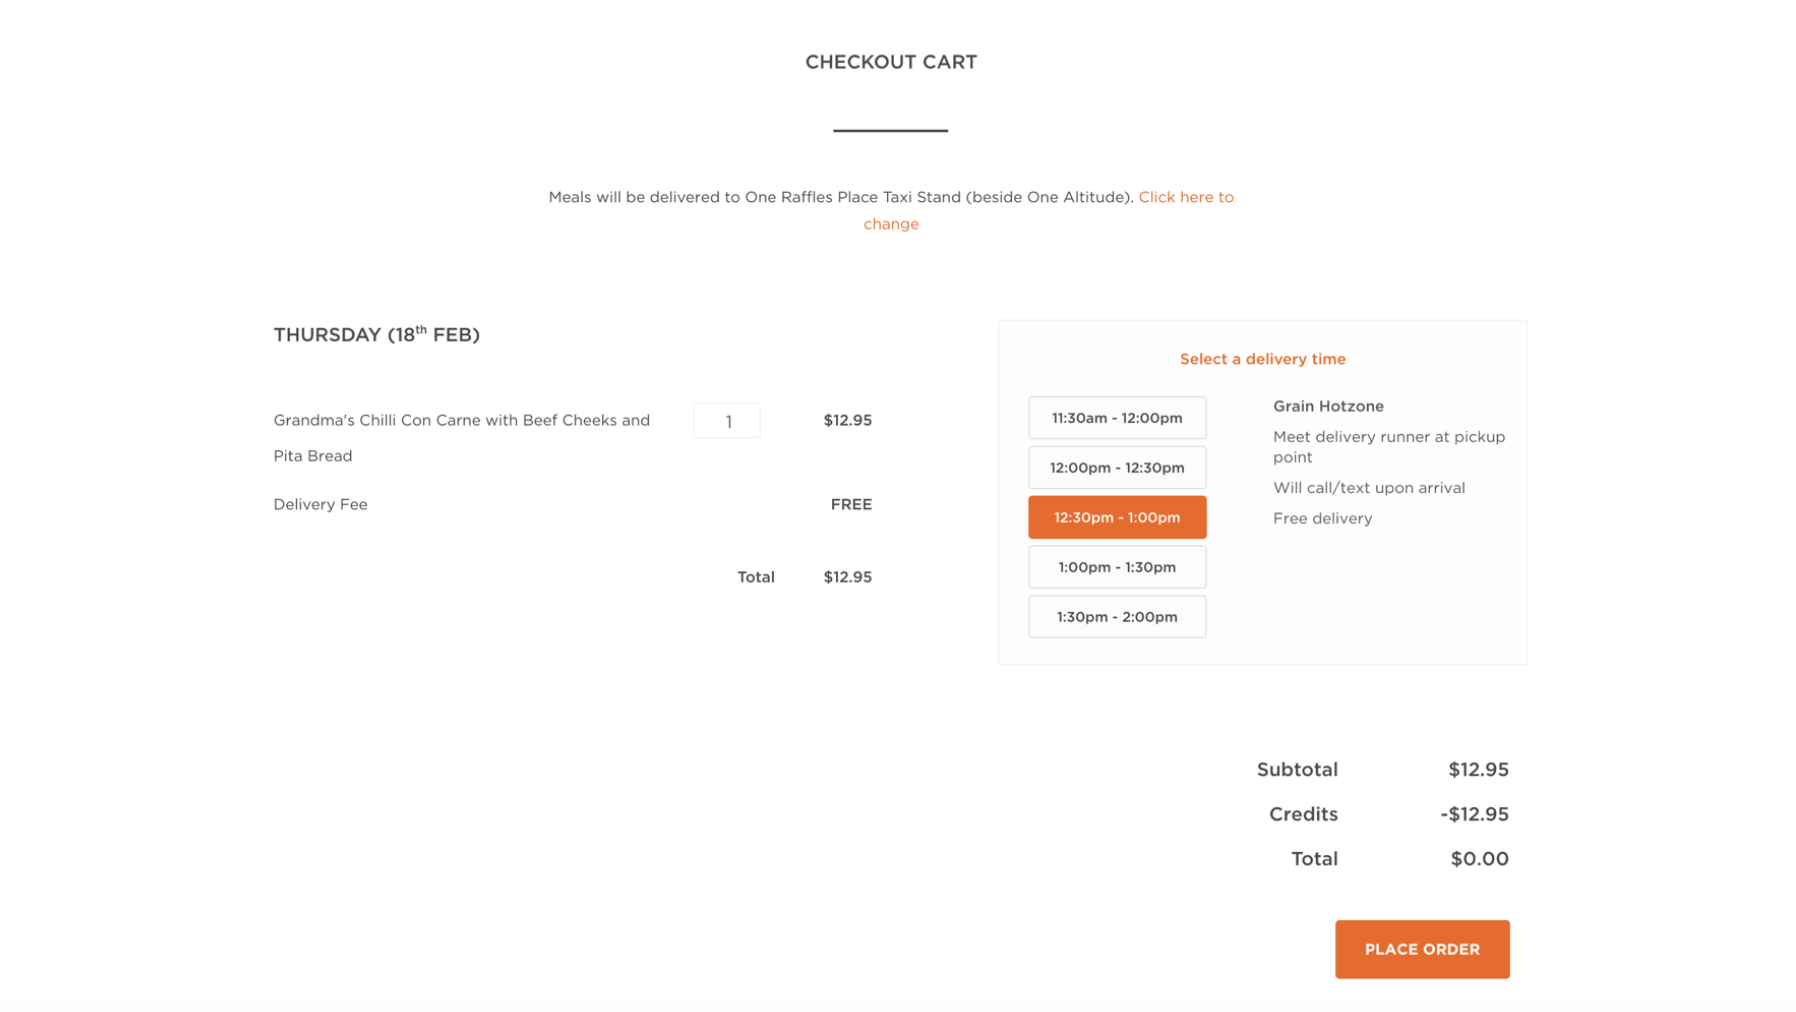 CHECKOUT CART
Meals will be delivered to One Raffles Place Taxi Stand (beside One Altitude). Click here to
change
THURSDAY (18th FEB)
Grandma's Chilli Con Carne with Beef Cheeks and
Pita Bread
1
$12.95
Delivery Fee
FREE
Total
$12.95
Select a delivery time
11:30am - 12:00pm
12:00pm - 12:30pm
12:30pm - 1:00pm
1:00pm - 1:30pm
1:30pm - 2:00pm
Grain Hotzone
Meet delivery runner at pickup
point
Will call/text upon arrival
Free delivery
Subtotal
$12.95
Credits
-$12.95
Total
$0.00
PLACE ORDER